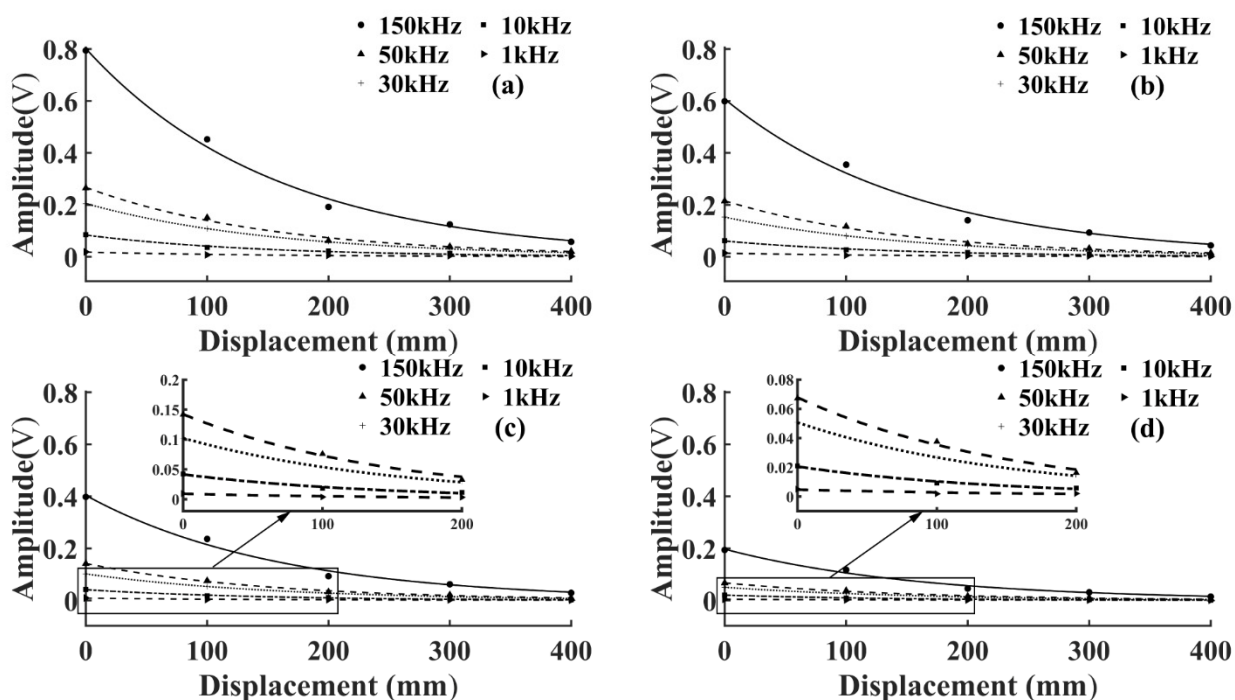 150kHz 10kHz
50kHz 1kHz
30kHz (a)
Amplitude(V)
0.8
0.6
0.4
0.2
0
0 100 200 300 400
Displacement (mm)
150kHz 10kHz
50kHz 1kHz
30kHz (b)
Amplitude(V)
0.8
0.6
0.4
0.2
0
0 100 200 300 400
Displacement (mm)
150kHz 10kHz
50kHz 1kHz
30kHz (c)
Amplitude(V)
0.8
0.6
0.4
0.2
0
0.2
0.15
0.1
0.05
0
0 100 200
0 100 200 300 400
Displacement (mm)
150kHz 10kHz
50kHz 1kHz
30kHz (d)
Amplitude(V)
0.8
0.6
0.4
0.2
0
0.08
0.06
0.04
0.02
0
0 100 200
0 100 200 300 400
Displacement (mm)